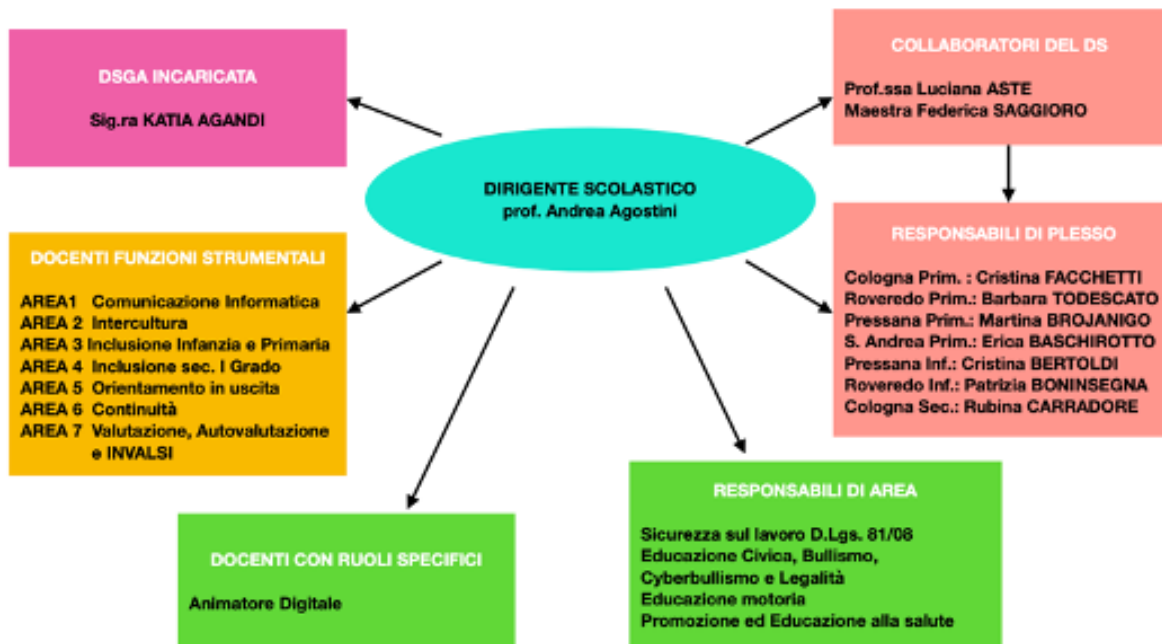 DSGA INCARICATA
Sig.ra KATIA AGANDI
COLLABORATORI DEL DS
Prof.ssa Luciana ASTE
Maestra Federica SAGGIORO
DIRIGENTE SCOLASTICO
prof. Andrea Agostini
DOCENTI FUNZIONI STRUMENTALI
AREA1 Comunicazione Informatica
AREA 2 Intercultura
AREA 3 Inclusione Infanzia e Primaria
AREA 4 Inclusione sec. I Grado
AREA 5 Orientamento in uscita
AREA 6 Continuità
AREA 7 Valutazione, Autovalutazione
e INVALSI
RESPONSABILI DI PLESSO
Cologna Prim. : Cristina FACCHETTI
Roveredo Prim.: Barbara TODESCATO
Pressana Prim.: Martina BROJANIGO
S. Andrea Prim.: Erica BASCHIROTTO
Pressana Inf.: Cristina BERTOLDI
Roveredo Inf.: Patrizia BONINSEGNA
Cologna Sec.: Rubina CARRADORE
DOCENTI CON RUOLI SPECIFICI
Animatore Digitale
RESPONSABILI DI AREA
Sicurezza sul lavoro D.Lgs. 81/08
Educazione Civica, Bullismo,
Cyberbullismo e Legalità
Educazione motoria
Promozione ed Educazione alla salute